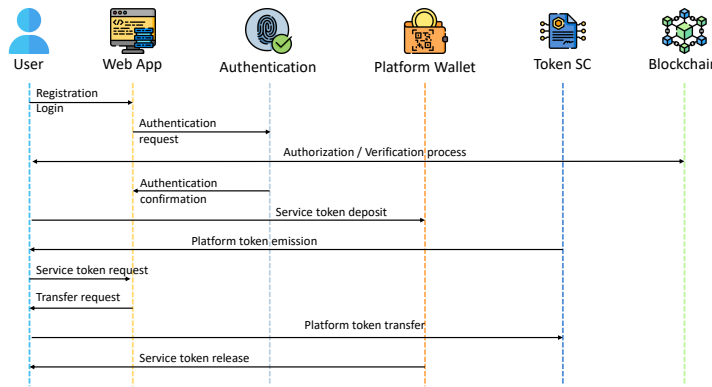 User
Web App
Authentication
Platform Wallet
Token SC
Blockchain
Registration
Login
Authentication
request
Authorization / Verification process
Authentication
confirmation
Service token deposit
Platform token emission
Service token request
Transfer request
Platform token transfer
Service token release